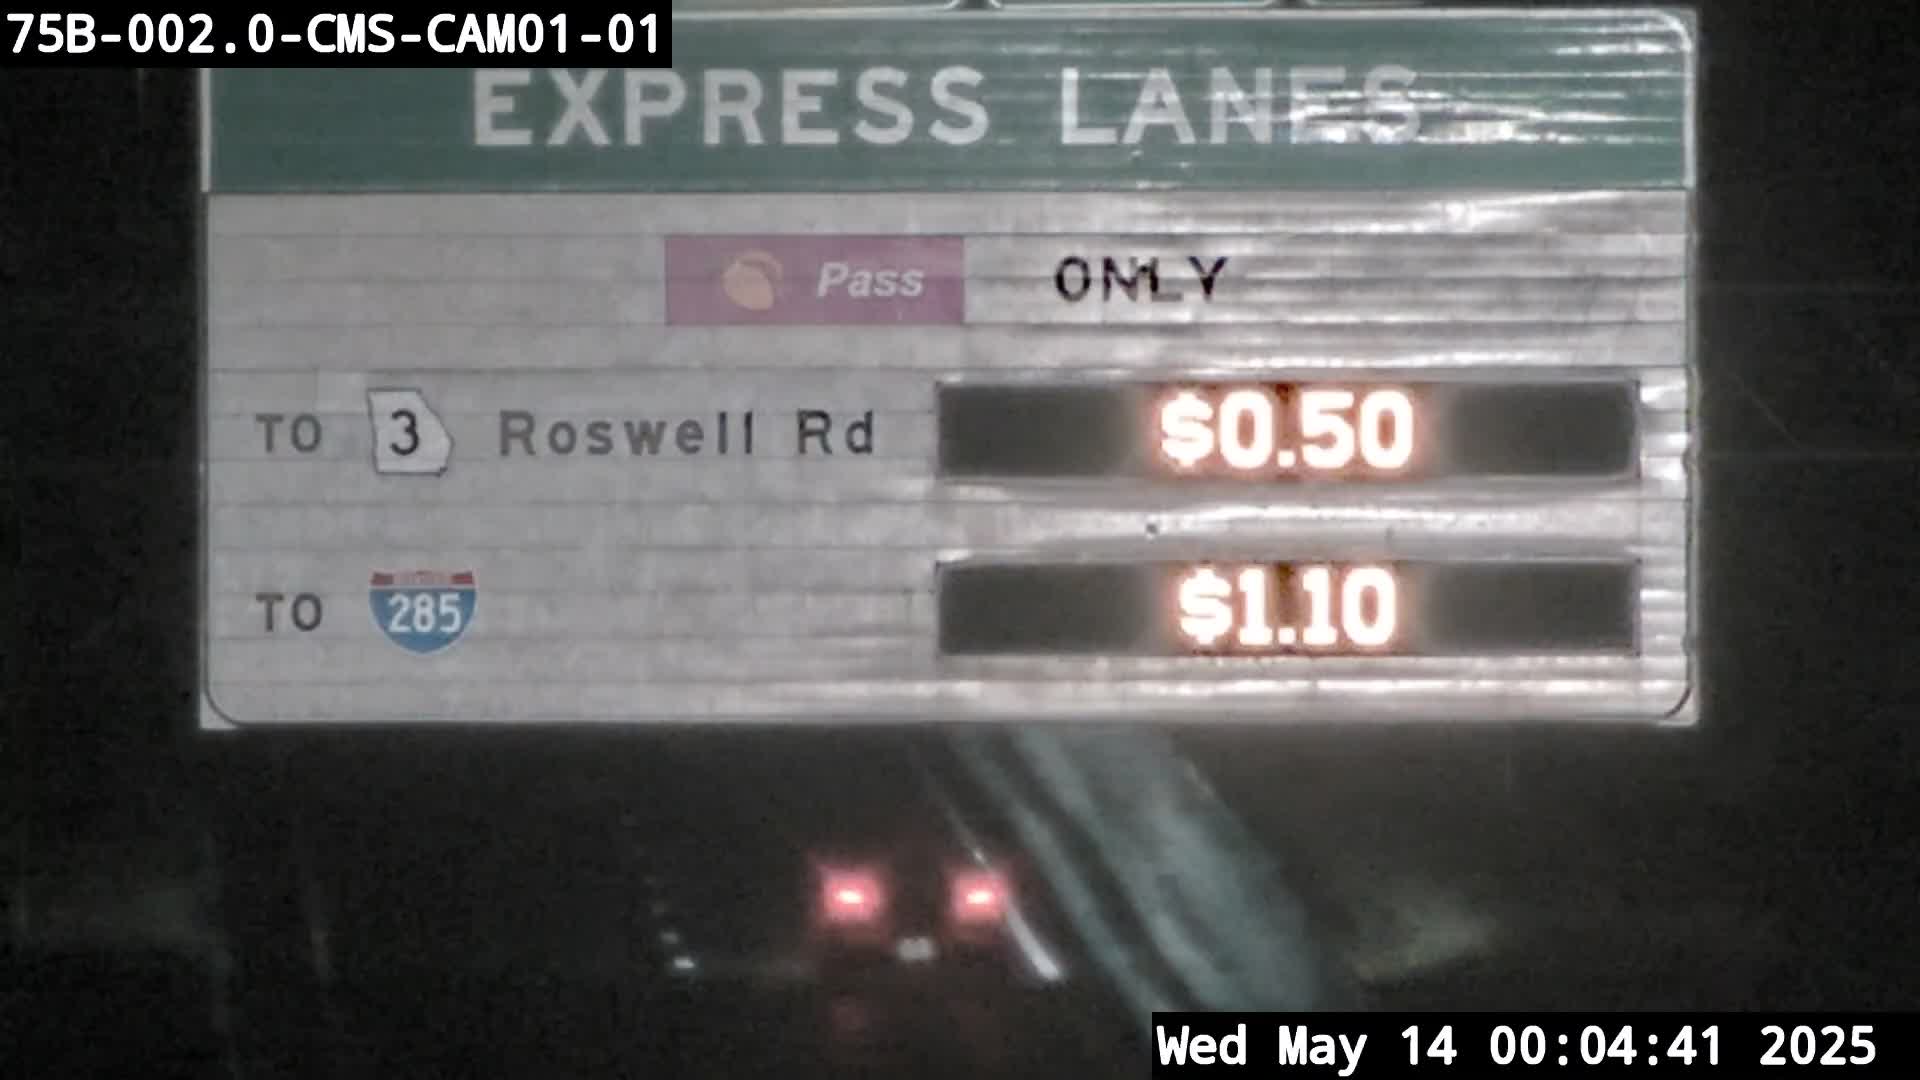 75B-002.0-CMS-CAM01-01
EXPRESS LANES
Pass ONLY
TO 3 Roswell Rd $0.50
TO 285 $1.10
Wed May 14 00:04:41 2025